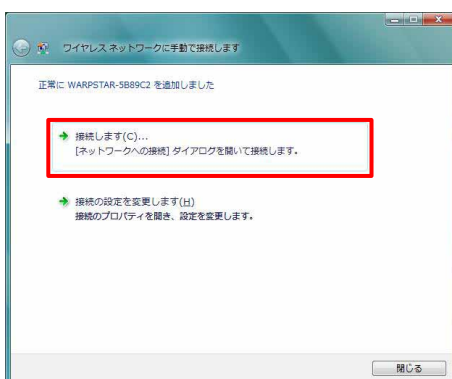 ワイヤレス ネットワークに手動で接続します
正常に WARPSTAR-5B89C2 を追加しました
接続します(C)...
[ネットワークへの接続] ダイアログを開いて接続します。
接続の設定を変更します(H)
接続のプロパティを開き、設定を変更します。
閉じる